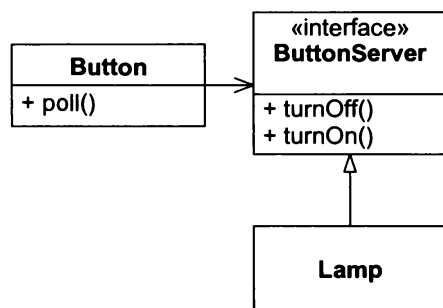 Button
+ poll()
«interface»
ButtonServer
+ turnOff()
+ turnOn()
Lamp